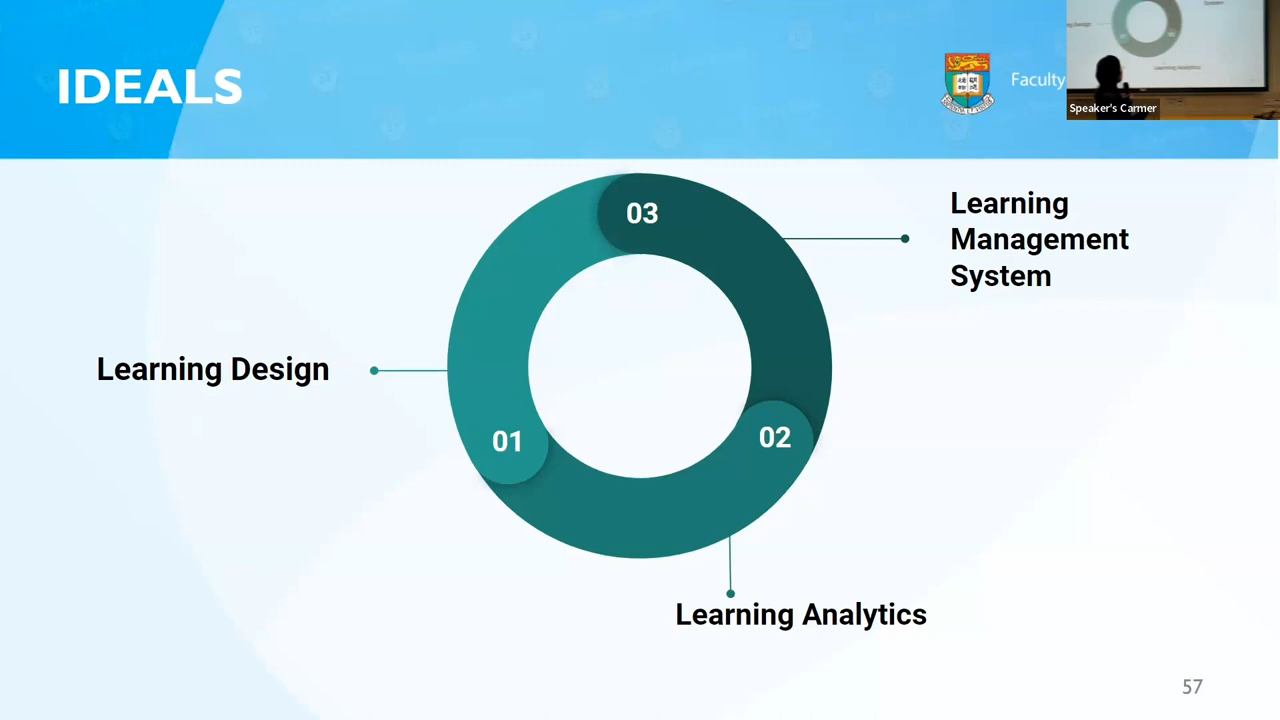 IDEALS
Faculty
Speaker's Carmer
03
Learning
Management
System
Learning Design
01
02
Learning Analytics
57